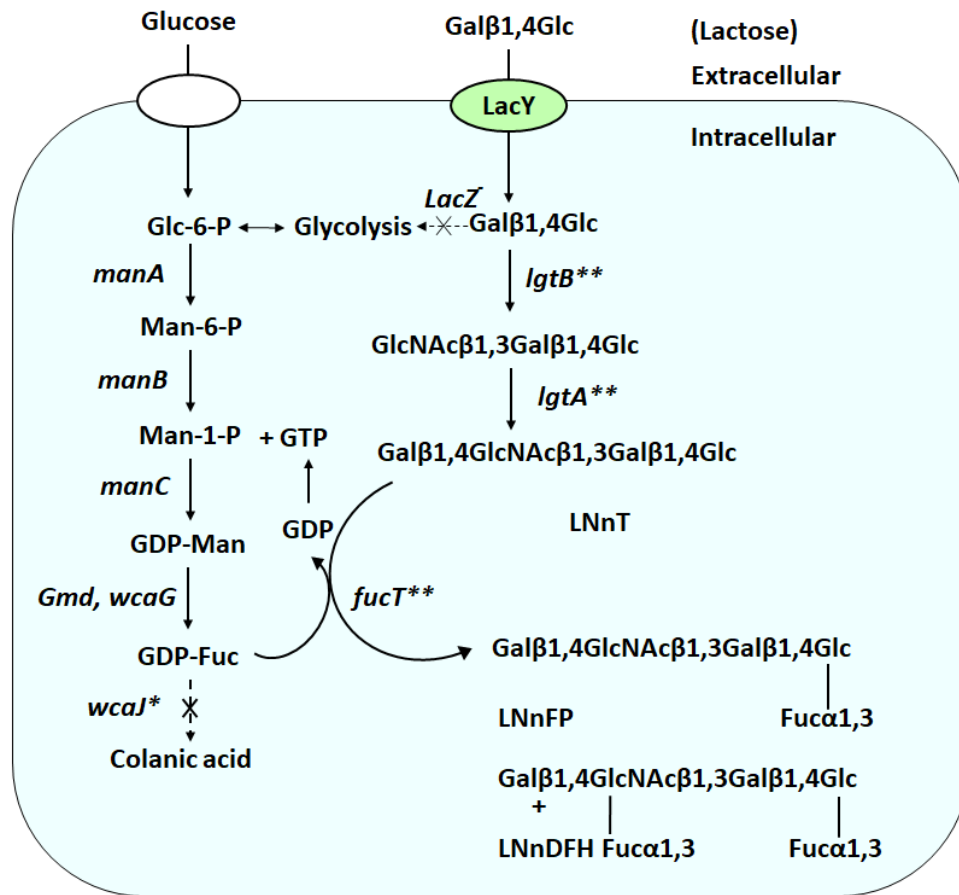 Glucose
Galβ1,4Glc
(Lactose)
Extracellular
LacY
Intracellular
LacZ-
Glc-6-P
Glycolysis
Galβ1,4Glc
manA
lgtB**
Man-6-P
GlcNAcβ1,3Galβ1,4Glc
manB
lgtA**
Man-1-P + GTP
Galβ1,4GlcNAcβ1,3Galβ1,4Glc
manC
GDP
LNnT
GDP-Man
Gmd, wcaG
fucT**
GDP-Fuc
Galβ1,4GlcNAcβ1,3Galβ1,4Glc
wcaJ*
LNnFP
Fucα1,3
Colanic acid
Galβ1,4GlcNAcβ1,3Galβ1,4Glc
+
LNnDFH Fucα1,3
Fucα1,3